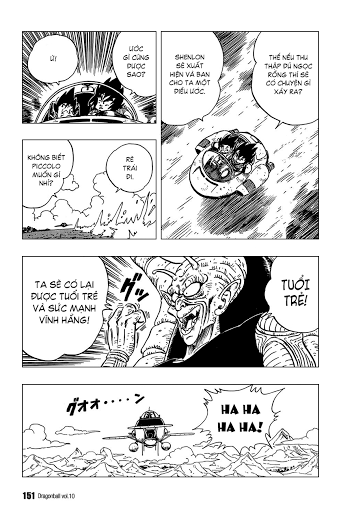 THẾ NẾU THU
THẬP ĐỦ NGỌC
RỒNG THÌ SẼ
CÓ CHUYỆN GÌ
XẢY RA?
SHENLON
SẼ XUẤT
HIỆN VÀ BAN
CHO TA MỘT
ĐIỀU ƯỚC.
ƯỚC
GÌ CŨNG
ĐƯỢC
SAO?
Ừ!
RẼ
TRÁI
ĐI.
KHÔNG BIẾT
PICCOLO
MUỐN GÌ
NHỈ?
TUỔI
TRẺ!
グッ
TA SẼ CÓ LẠI
ĐƯỢC TUỔI TRẺ
VÀ SỨC MẠNH
VĨNH HẰNG!
HA HA
HA HA!
グオオ・・・・ン
151 Dragonball vol.10